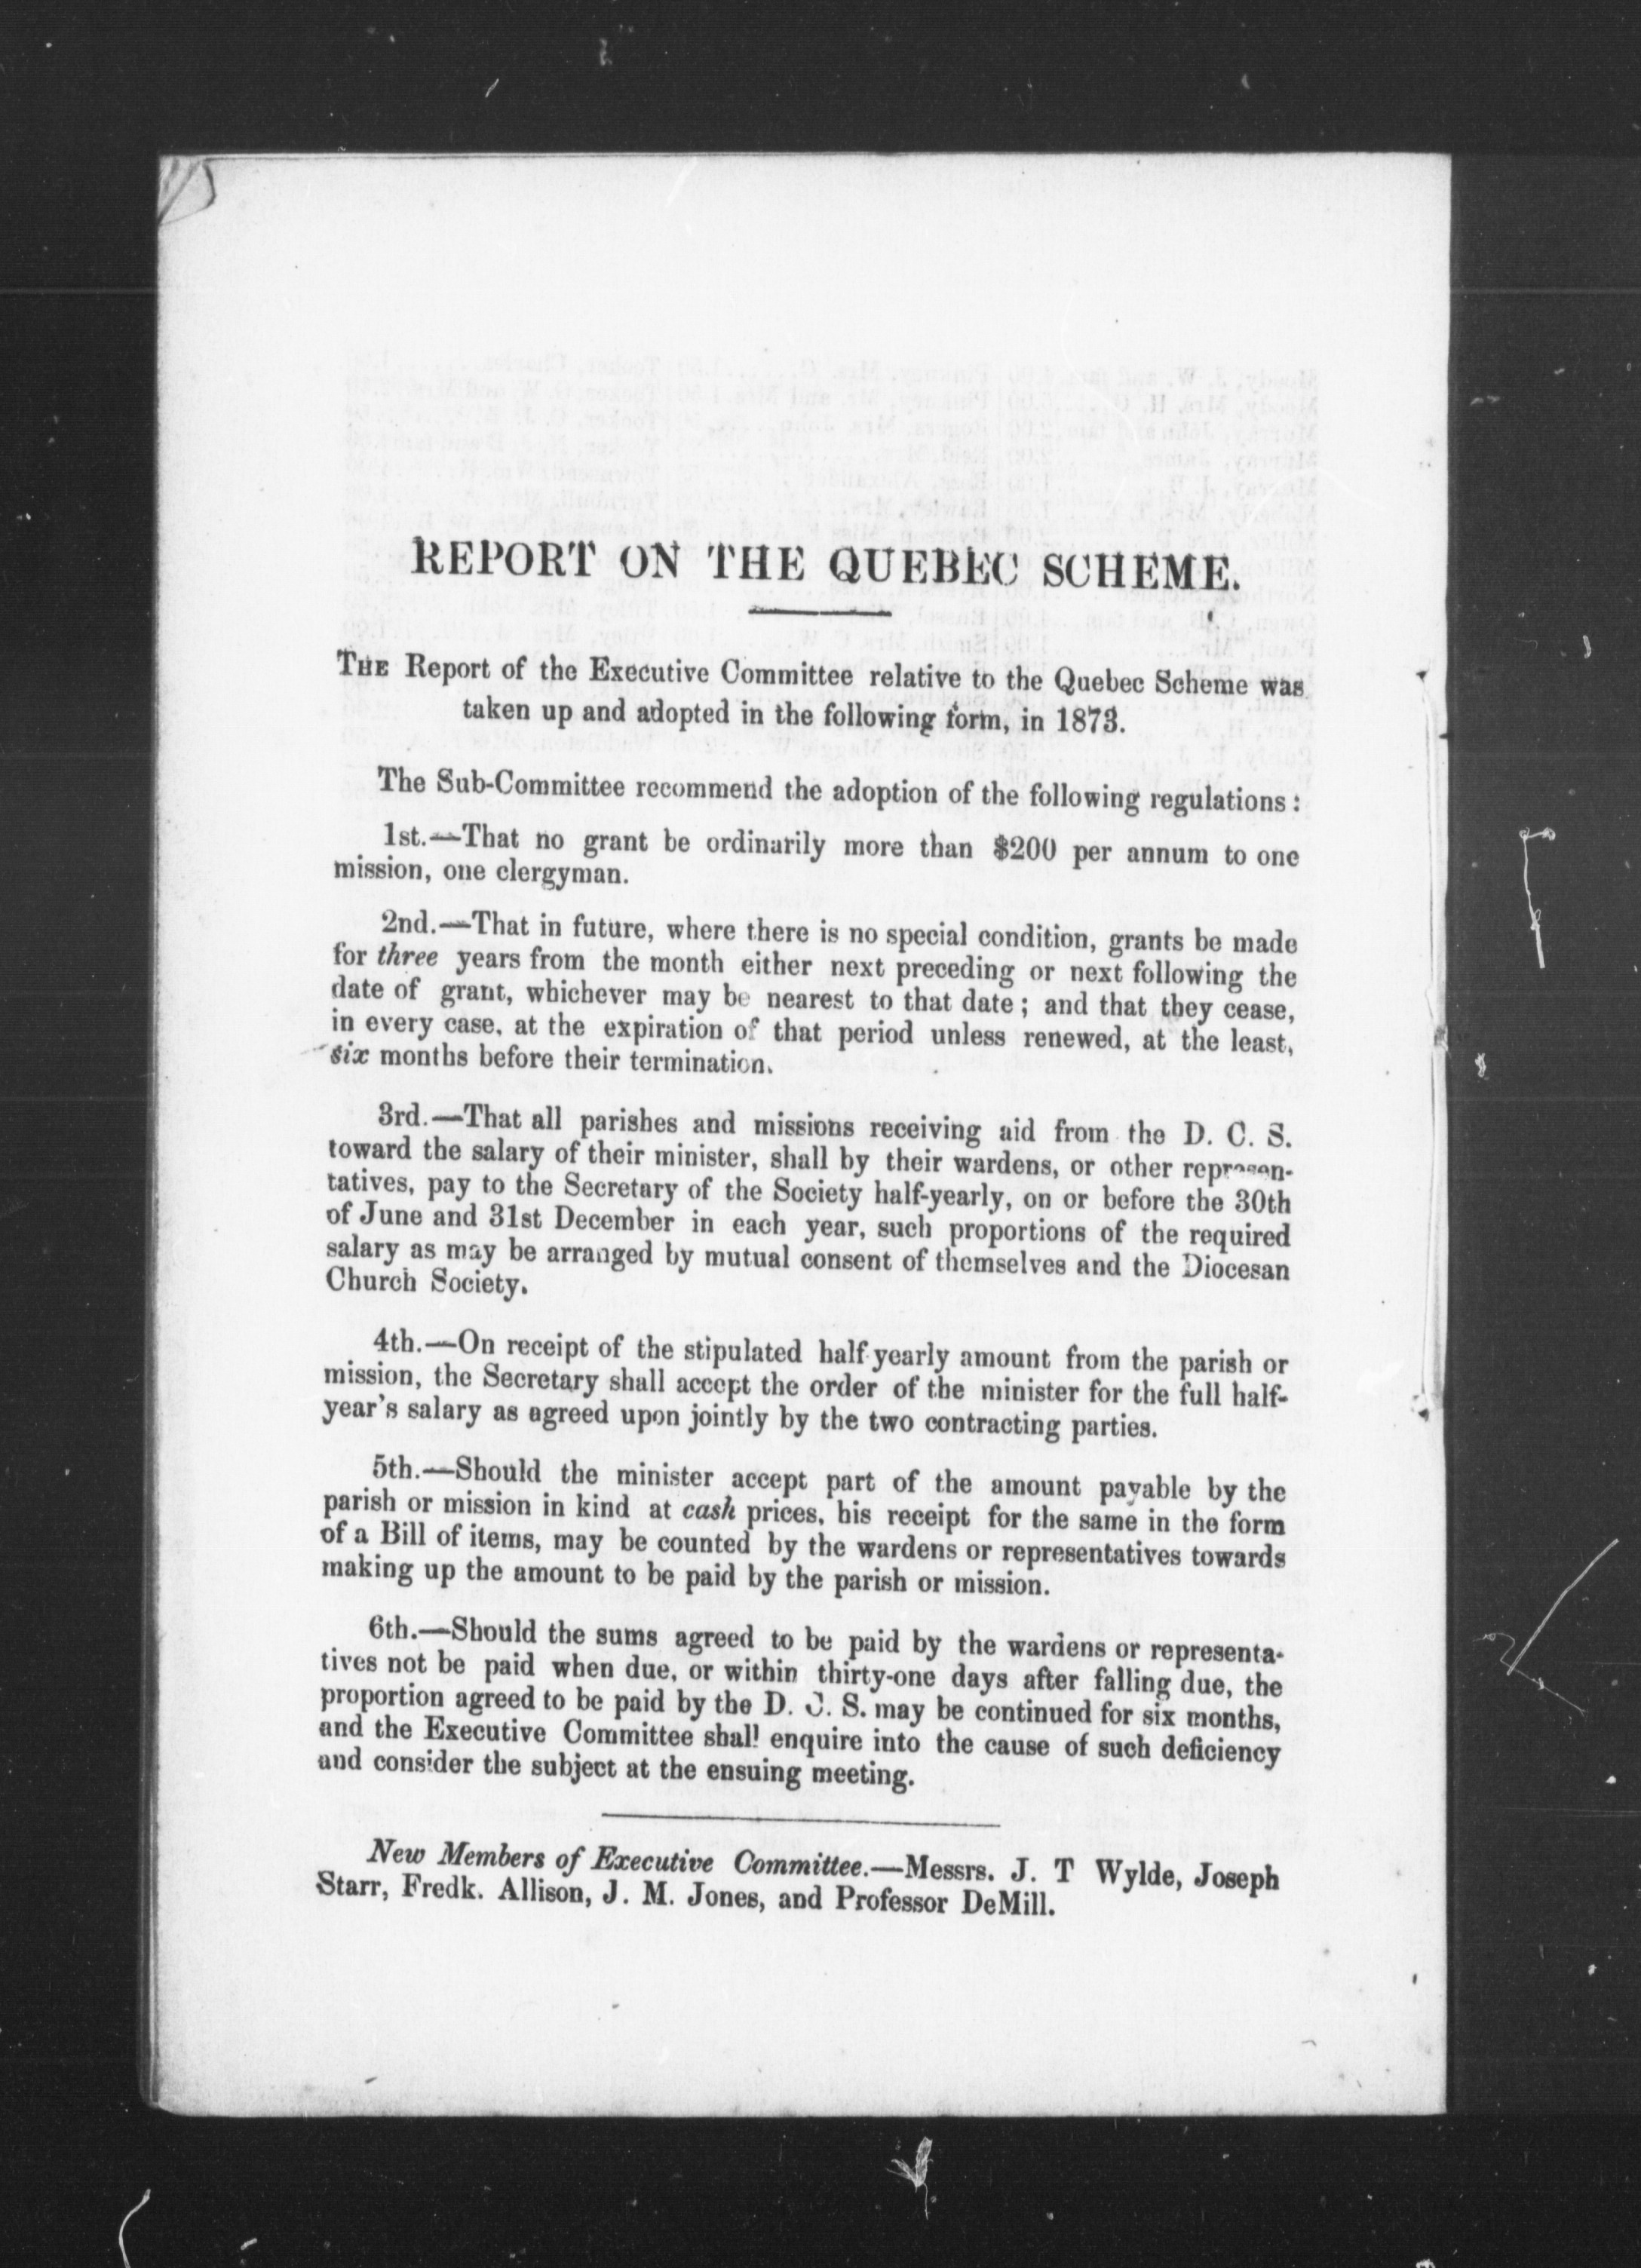 REPORT ON THE QUEBEC SCHEME.
THE Report of the Executive Committee relative to the Quebec Scheme was
taken up and adopted in the following form, in 1873.
The Sub-Committee recommend the adoption of the following regulations:
1st.—That no grant be ordinarily more than $200 per annum to one
mission, one clergyman.
2nd.—That in future, where there is no special condition, grants be made
for three years from the month either next preceding or next following the
date of grant, whichever may be nearest to that date; and that they cease,
in every case, at the expiration of that period unless renewed, at the least,
six months before their termination.
3rd.—That all parishes and missions receiving aid from the D. C. S.
toward the salary of their minister, shall by their wardens, or other represen-
tatives, pay to the Secretary of the Society half-yearly, on or before the 30th
of June and 31st December in each year, such proportions of the required
salary as may be arranged by mutual consent of themselves and the Diocesan
Church Society.
4th.—On receipt of the stipulated half yearly amount from the parish or
mission, the Secretary shall accept the order of the minister for the full half-
year's salary as agreed upon jointly by the two contracting parties.
5th.—Should the minister accept part of the amount payable by the
parish or mission in kind at cash prices, his receipt for the same in the form
of a Bill of items, may be counted by the wardens or representatives towards
making up the amount to be paid by the parish or mission.
6th.—Should the sums agreed to be paid by the wardens or representa-
tives not be paid when due, or within thirty-one days after falling due, the
proportion agreed to be paid by the D. C. S. may be continued for six months,
and the Executive Committee shall enquire into the cause of such deficiency
and consider the subject at the ensuing meeting.
New Members of Executive Committee.—Messrs. J. T Wylde, Joseph
Starr, Fredk. Allison, J. M. Jones, and Professor DeMill.